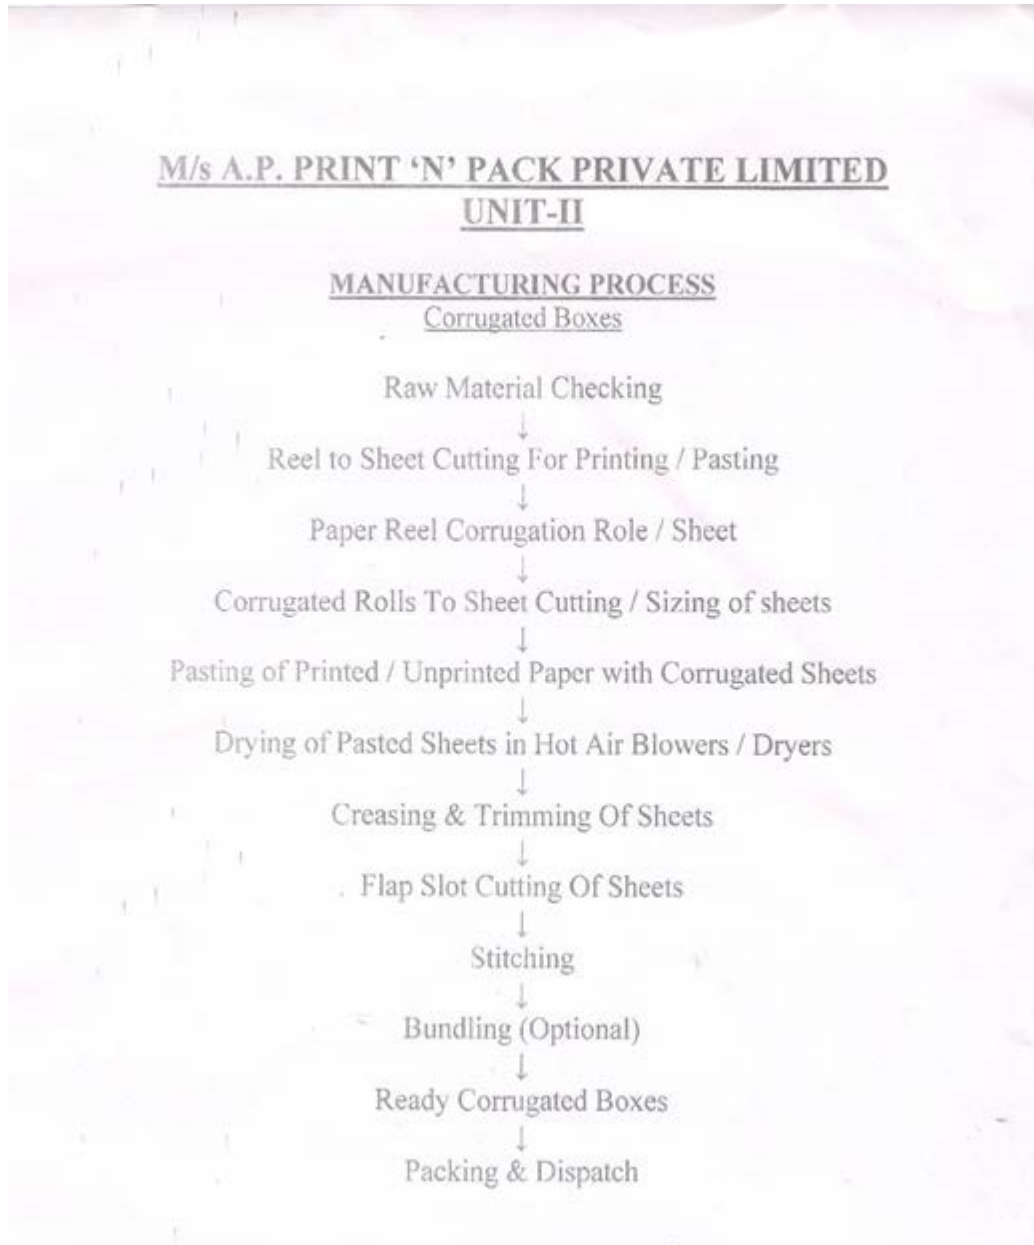 M/s A.P. PRINT ‘N’ PACK PRIVATE LIMITED
UNIT-II
MANUFACTURING PROCESS
Corrugated Boxes
Raw Material Checking
↓
Reel to Sheet Cutting For Printing / Pasting
↓
Paper Reel Corrugation Role / Sheet
↓
Corrugated Rolls To Sheet Cutting / Sizing of sheets
↓
Pasting of Printed / Unprinted Paper with Corrugated Sheets
↓
Drying of Pasted Sheets in Hot Air Blowers / Dryers
↓
Creasing & Trimming Of Sheets
↓
Flap Slot Cutting Of Sheets
↓
Stitching
↓
Bundling (Optional)
↓
Ready Corrugated Boxes
↓
Packing & Dispatch